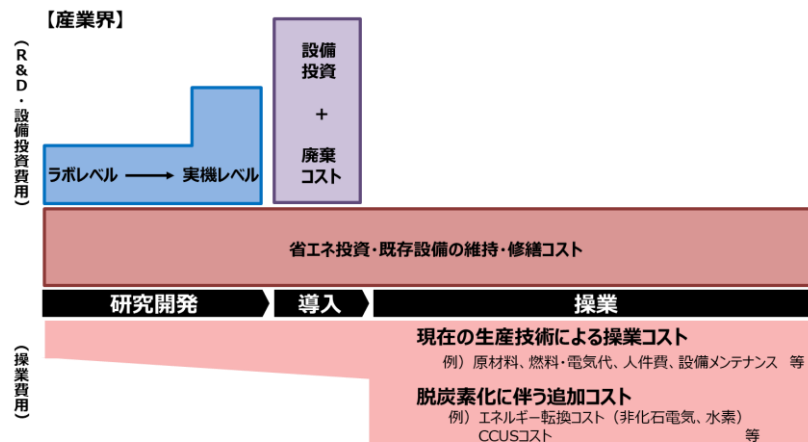 【産業界】
（R＆D・設備投資費用）
設備
投資
＋
廃棄
コスト
ラボレベル → 実機レベル
省エネ投資・既存設備の維持・修繕コスト
研究開発
導入
操業
（操業費用）
現在の生産技術による操業コスト
例）原材料、燃料・電気代、人件費、設備メンテナンス 等
脱炭素化に伴う追加コスト
例）エネルギー転換コスト（非化石電気、水素）
CCUSコスト 等